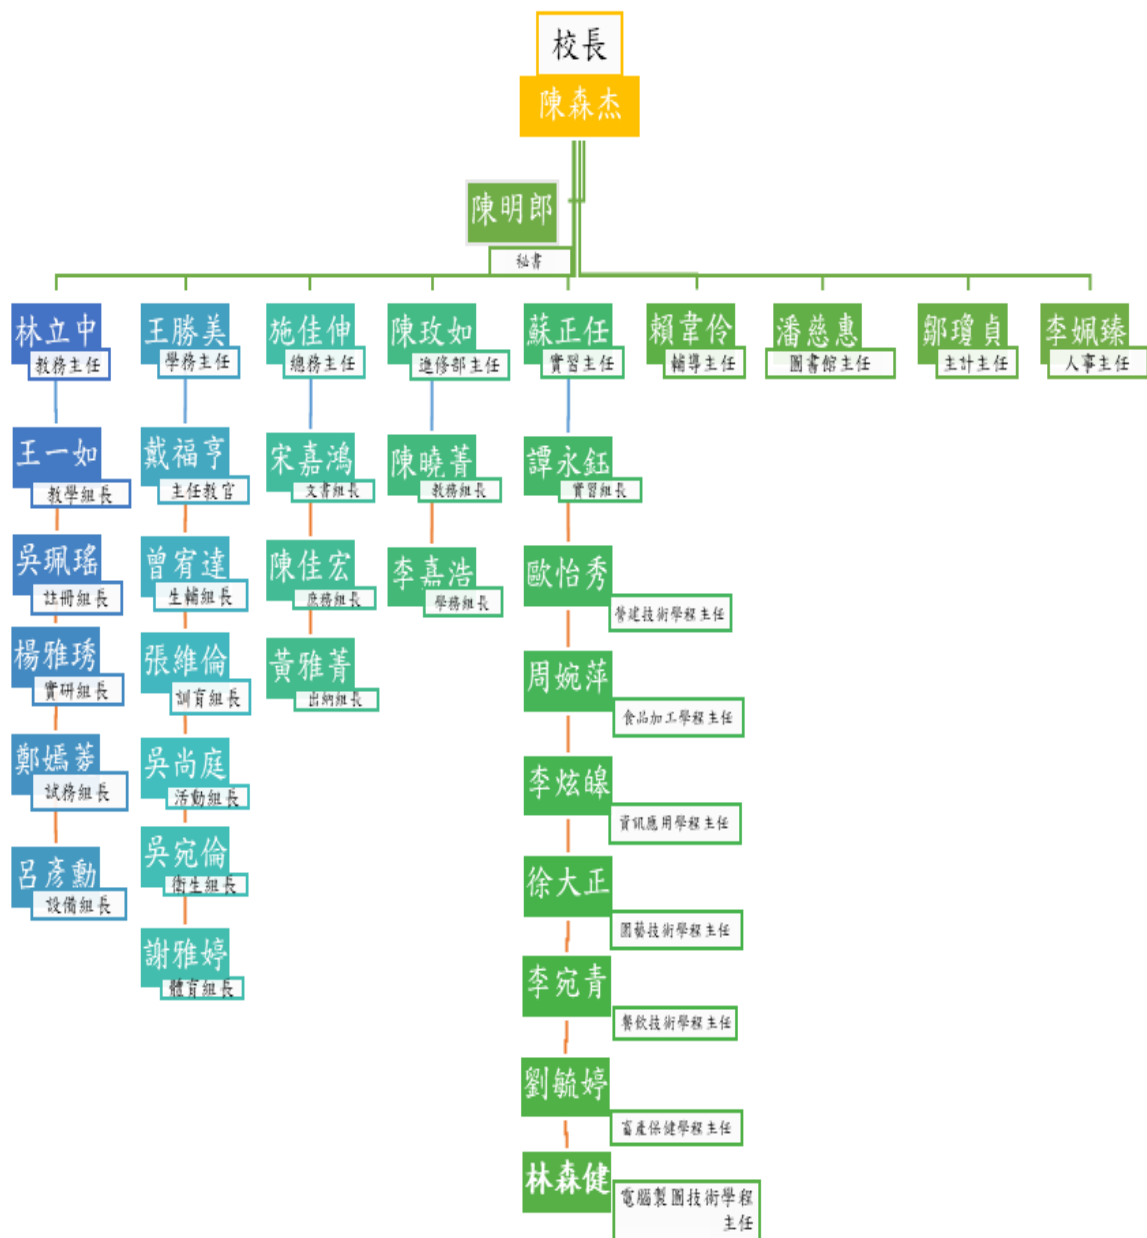 校長
陳森杰
陳明郎
秘書
林立中
教務主任
王勝美
學務主任
施佳伸
總務主任
陳玫如
進修部主任
蘇正任
實習主任
賴韋伶
輔導主任
潘慈惠
圖書館主任
鄒瓊貞
主計主任
李姵臻
人事主任
王一如
教學組長
吳珮瑤
註冊組長
楊雅琇
實研組長
鄭嫣蔆
試務組長
呂彥勳
設備組長
戴福亨
主任教官
曾宥達
生輔組長
張維倫
訓育組長
吳尚庭
活動組長
吳宛倫
衛生組長
謝雅婷
體育組長
宋嘉鴻
文書組長
陳佳宏
庶務組長
黃雅菁
出納組長
陳曉菁
教務組長
李嘉浩
學務組長
譚永鈺
實習組長
歐怡秀
營建技術學程主任
周婉萍
食品加工學程主任
李炫皞
資訊應用學程主任
徐大正
園藝技術學程主任
李宛青
餐飲技術學程主任
劉毓婷
畜產保健學程主任
林森健
電腦製圖技術學程
主任